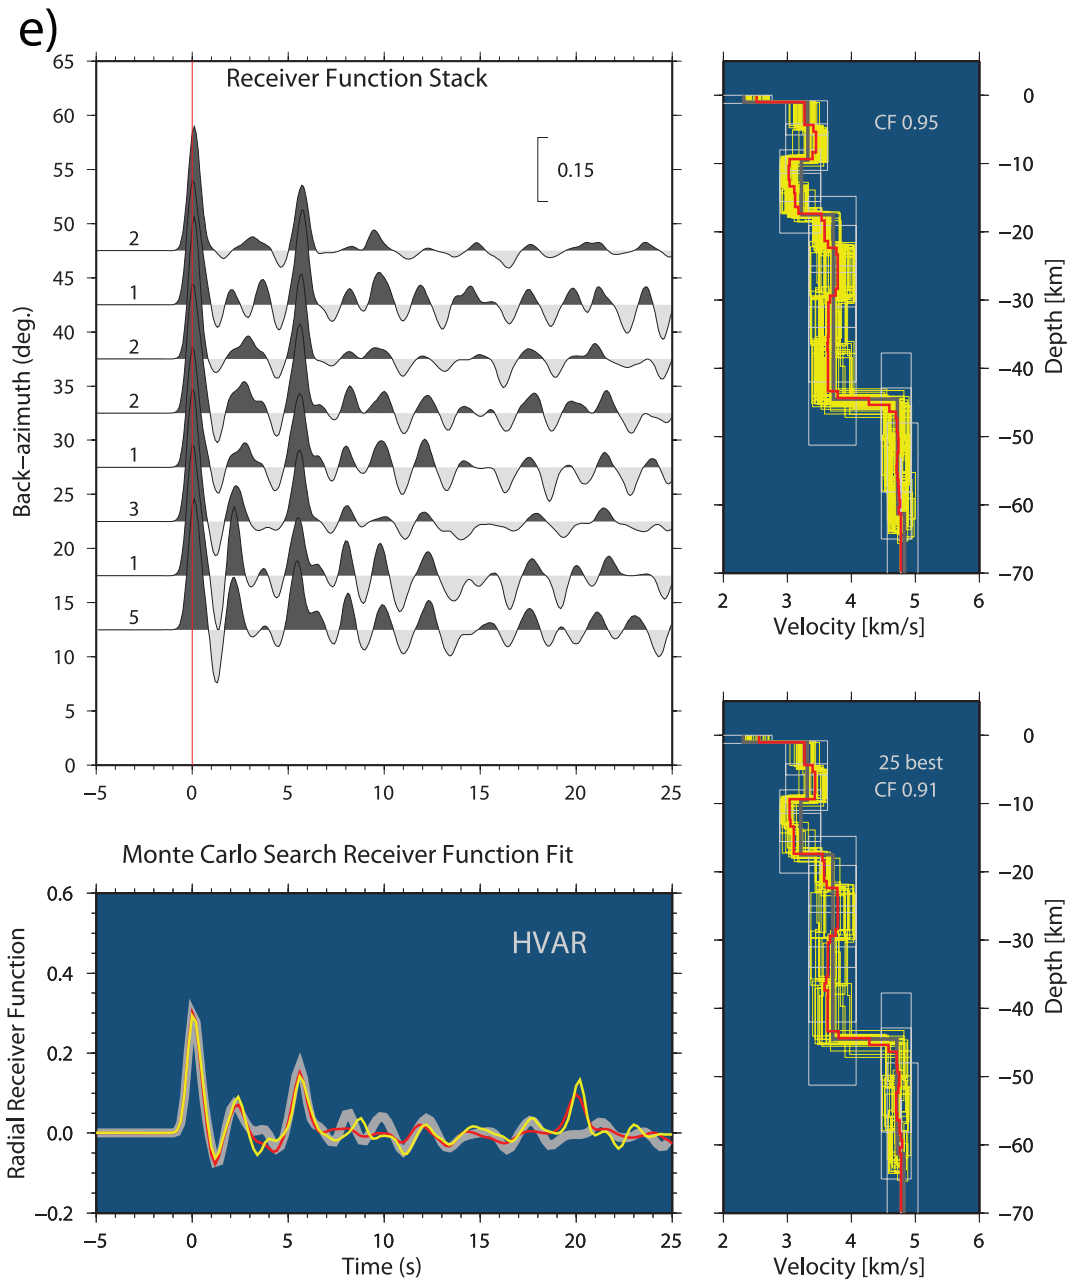 e)
Receiver Function Stack
0.15
Back−azimuth (deg.)
65
60
55
50
45
40
35
30
25
20
15
10
5
0
2
1
2
2
1
3
1
5
−5 0 5 10 15 20 25
CF 0.95
0
−10
−20
−30
−40
−50
−60
−70
Depth [km]
2 3 4 5 6
Velocity [km/s]
Monte Carlo Search Receiver Function Fit
HVAR
Radial Receiver Function
0.6
0.4
0.2
0.0
−0.2
−5 0 5 10 15 20 25
Time (s)
25 best
CF 0.91
0
−10
−20
−30
−40
−50
−60
−70
Depth [km]
2 3 4 5 6
Velocity [km/s]